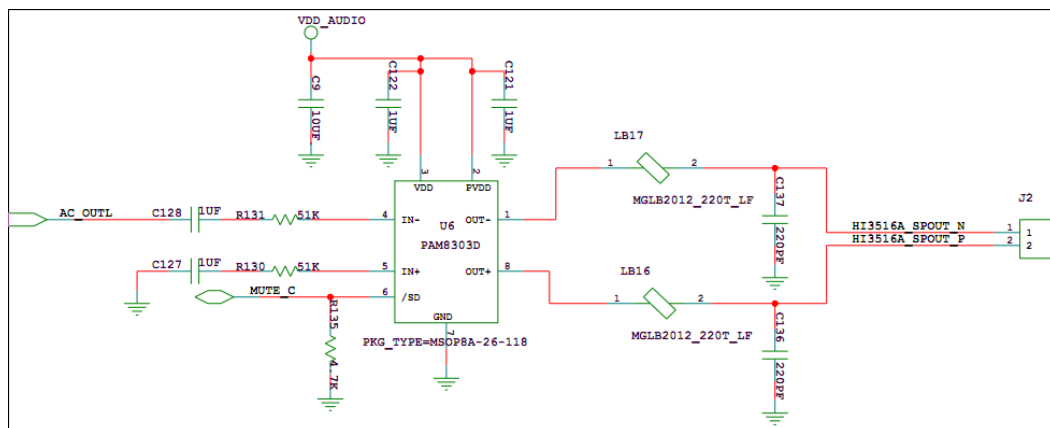 VDD_AUDIO
C9
10UF
C122
1UF
C121
1UF
3
VDD
2
PVDD
AC_OUTL
C128
1UF
R131
51K
4
IN-
U6
PAM8303D
OUT-
1
1
LB17
2
MGLB2012_220T_LF
C137
220PF
J2
HI3516A_SPOUT_N
1
1
HI3516A_SPOUT_P
2
2
C127
1UF
R130
51K
5
IN+
OUT+
8
1
LB16
2
MGLB2012_220T_LF
C136
220PF
MUTE_C
6
/SD
R135
4.7K
GND
7
PKG_TYPE=MSOP8A-26-118